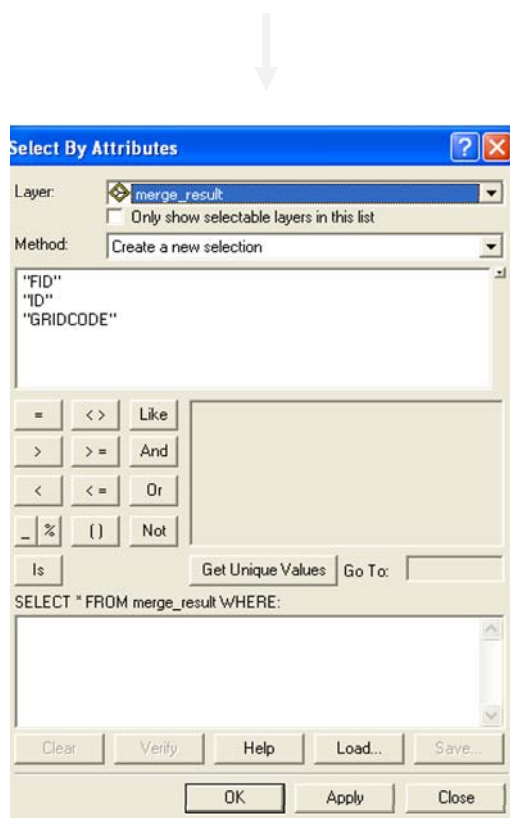 Select By Attributes ?
Layer: merge_result
Only show selectable layers in this list
Method: Create a new selection
"FID"
"ID"
"GRIDCODE"
= < > Like
> > = And
< < = Or
_ % ( ) Not
Is Get Unique Values Go To:
SELECT * FROM merge_result WHERE:
Clear Verify Help Load... Save...
OK Apply Close